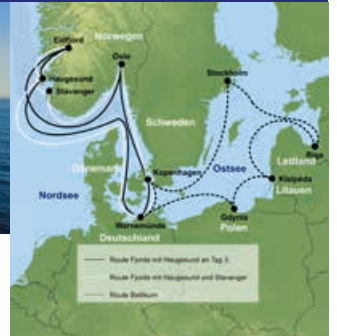 Norwegen
Eidfjord
Oslo
Haugesund
Stavanger
Stockholm
Schweden
Lettland
Dänemark
Kopenhagen
Ostsee
Klaipėda
Litauen
Nordsee
Warnemünde
Gdynia
Polen
Deutschland
Route Fjorde mit Haugesund an Tag 3
Route Fjorde mit Haugesund und Stavanger
Route Baltikum